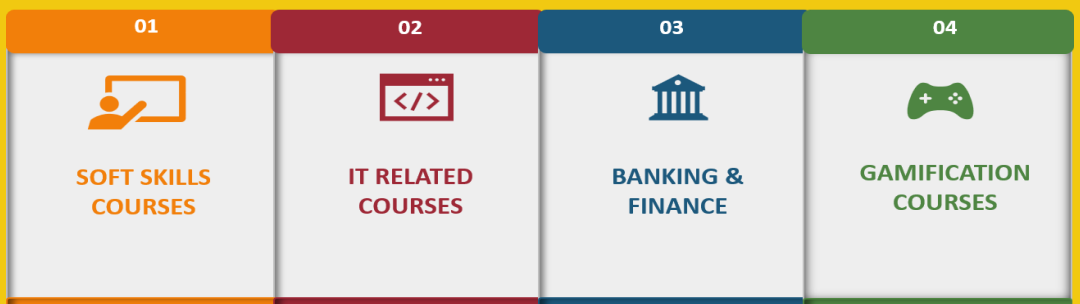 01
SOFT SKILLS
COURSES
02
IT RELATED
COURSES
03
BANKING &
FINANCE
04
GAMIFICATION
COURSES